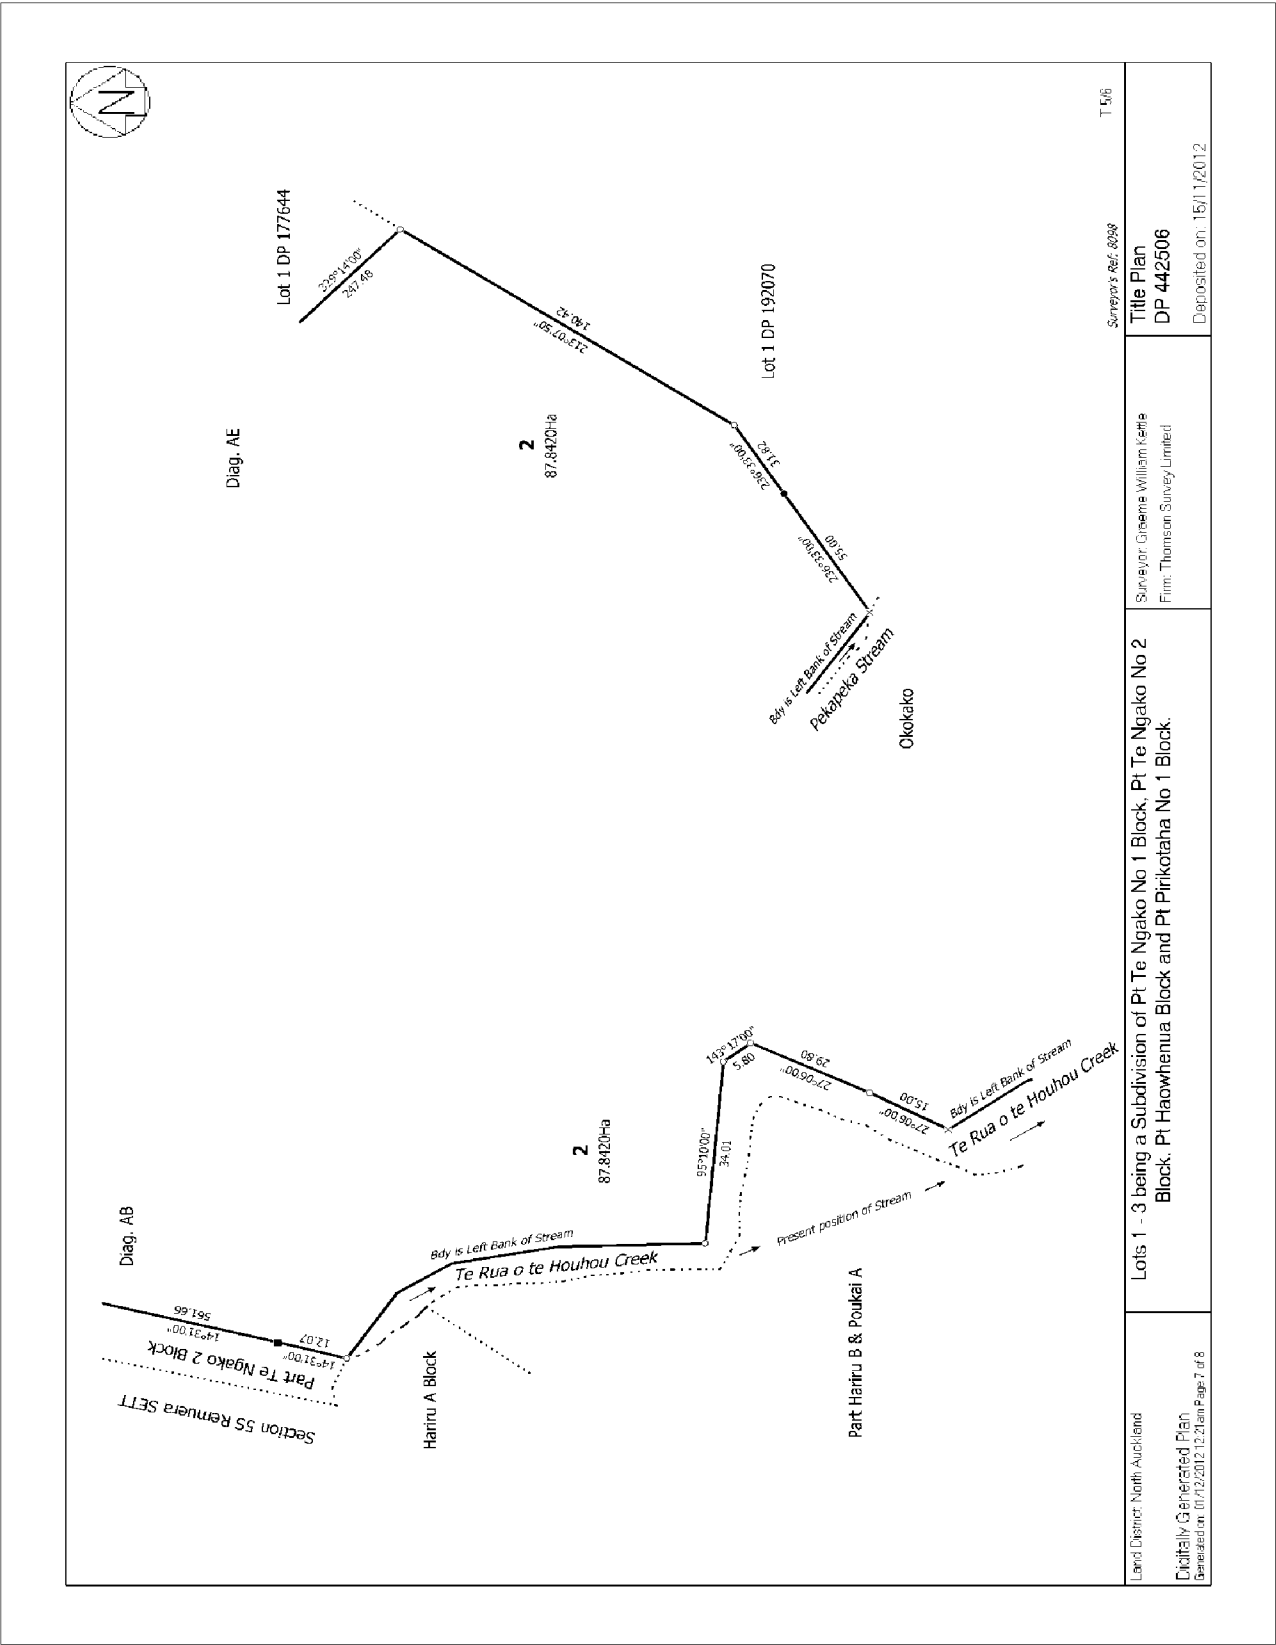 N
T 5/6
Diag. AB
561.66
14°31'00"
12.07
14°31'00"
Part Te Ngako 2 Block
Section 5S Remuera SETT
Hariru A Block
Bdy is Left Bank of Stream
Te Rua o te Houhou Creek
2
87.8420Ha
95°10'00"
34.01
143°17'00"
5.80
29.80
27°06'00"
15.00
27°06'00"
Bdy is Left Bank of Stream
Te Rua o te Houhou Creek
Present position of Stream
Part Hariru B & Poukai A
Diag. AE
Lot 1 DP 177644
329°14'00"
247.48
2
87.8420Ha
140.42
213°07'50"
Lot 1 DP 192070
236°33'00"
31.82
236°33'00"
55.00
Bdy is Left Bank of Stream
Pekapeka Stream
Okokako
Surveyor's Ref: 8098
Land District: North Auckland
Digitally Generated Plan
Generated on: 01/12/2012 12:21am Page 7 of 8
Lots 1 - 3 being a Subdivision of Pt Te Ngako No 1 Block, Pt Te Ngako No 2
Block, Pt Haowhenua Block and Pt Pirikotaha No 1 Block.
Surveyor: Graeme William Kettle
Firm: Thomson Survey Limited
Title Plan
DP 442506
Deposited on: 15/11/2012